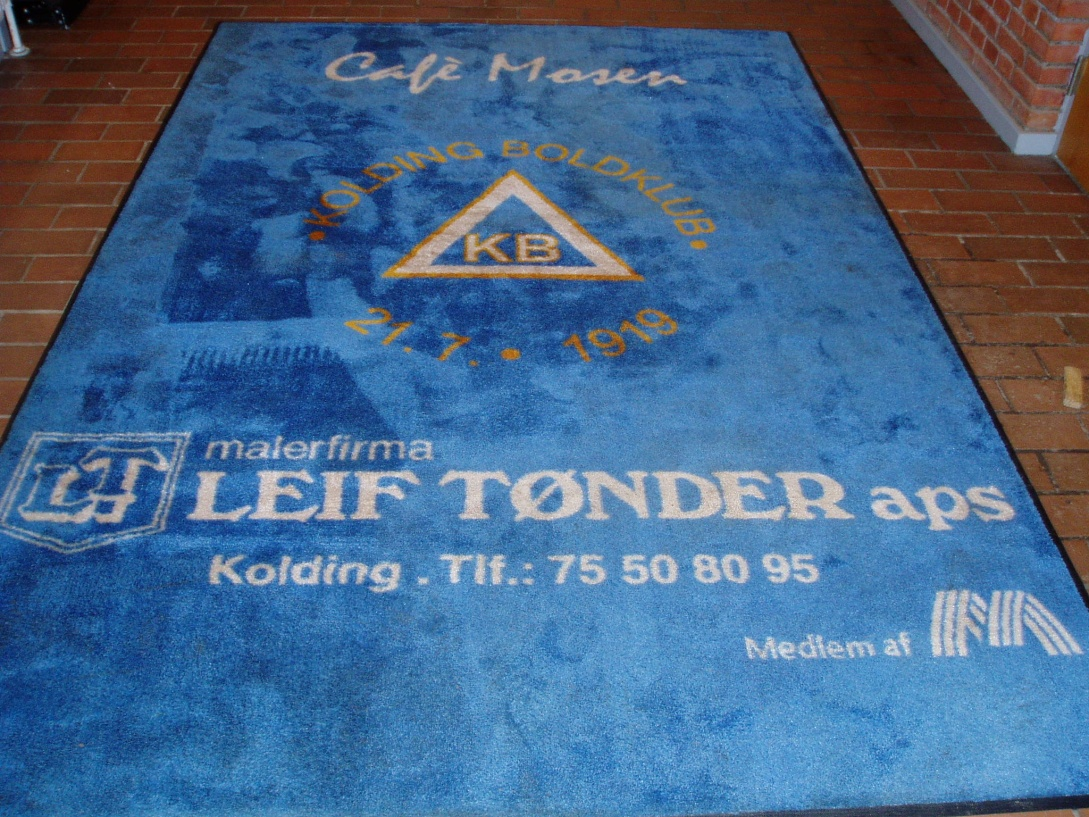 Cafè Mosen
• KOLDING BOLDKLUB •
KB
21. 7. • 1919
LT
malerfirma
LEIF TØNDER aps
Kolding . Tlf.: 75 50 80 95
Medlem af